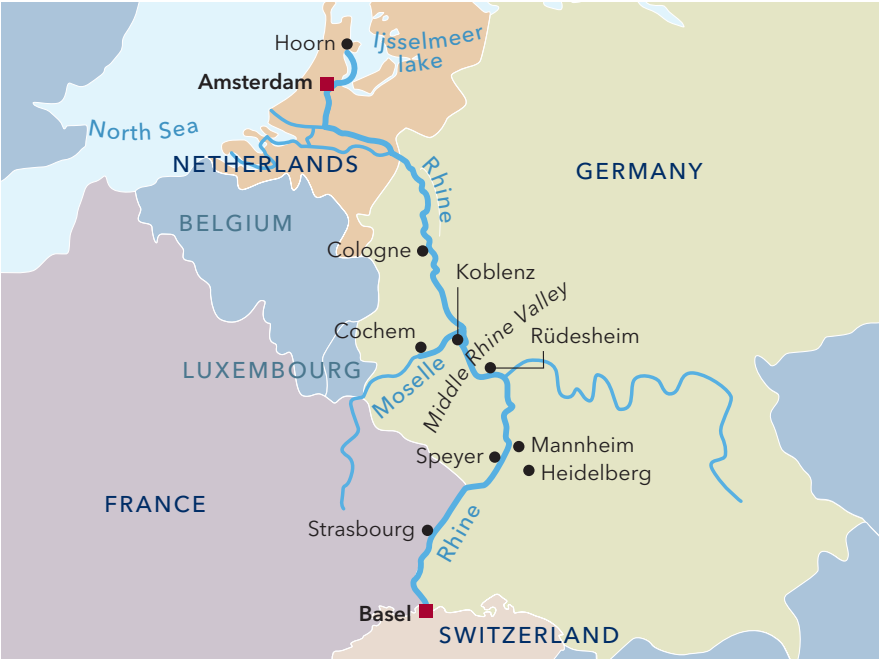 Hoorn
Ijsselmeer
lake
Amsterdam
North Sea
NETHERLANDS
Rhine
GERMANY
BELGIUM
Cologne
Koblenz
Middle Rhine Valley
Cochem
Rüdesheim
LUXEMBOURG
Moselle
Mannheim
Speyer
Heidelberg
FRANCE
Strasbourg
Rhine
Basel
SWITZERLAND